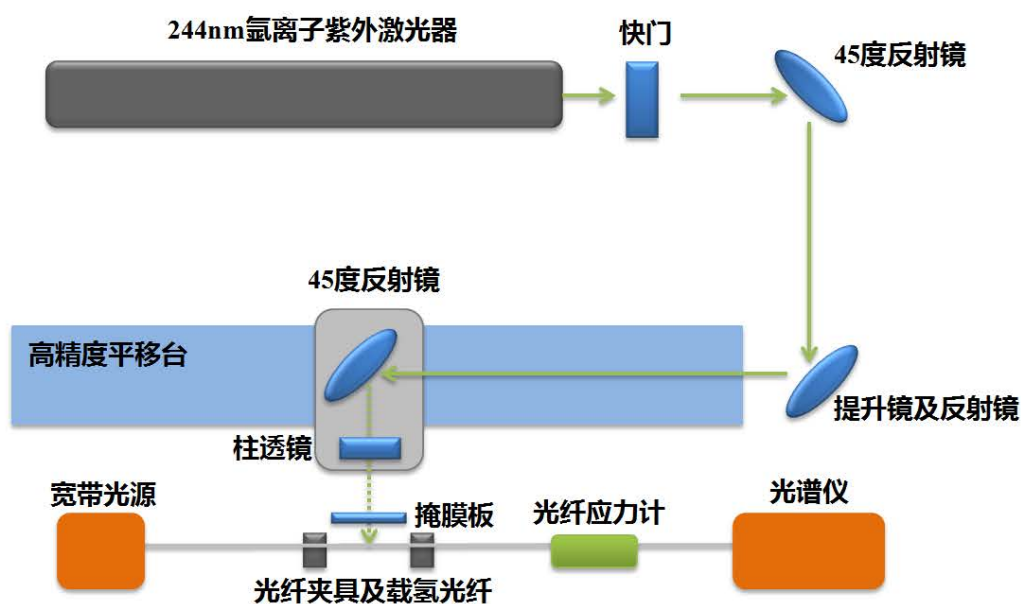 244nm氩离子紫外激光器
快门
45度反射镜
45度反射镜
高精度平移台
提升镜及反射镜
柱透镜
宽带光源
掩膜板
光纤应力计
光谱仪
光纤夹具及载氢光纤